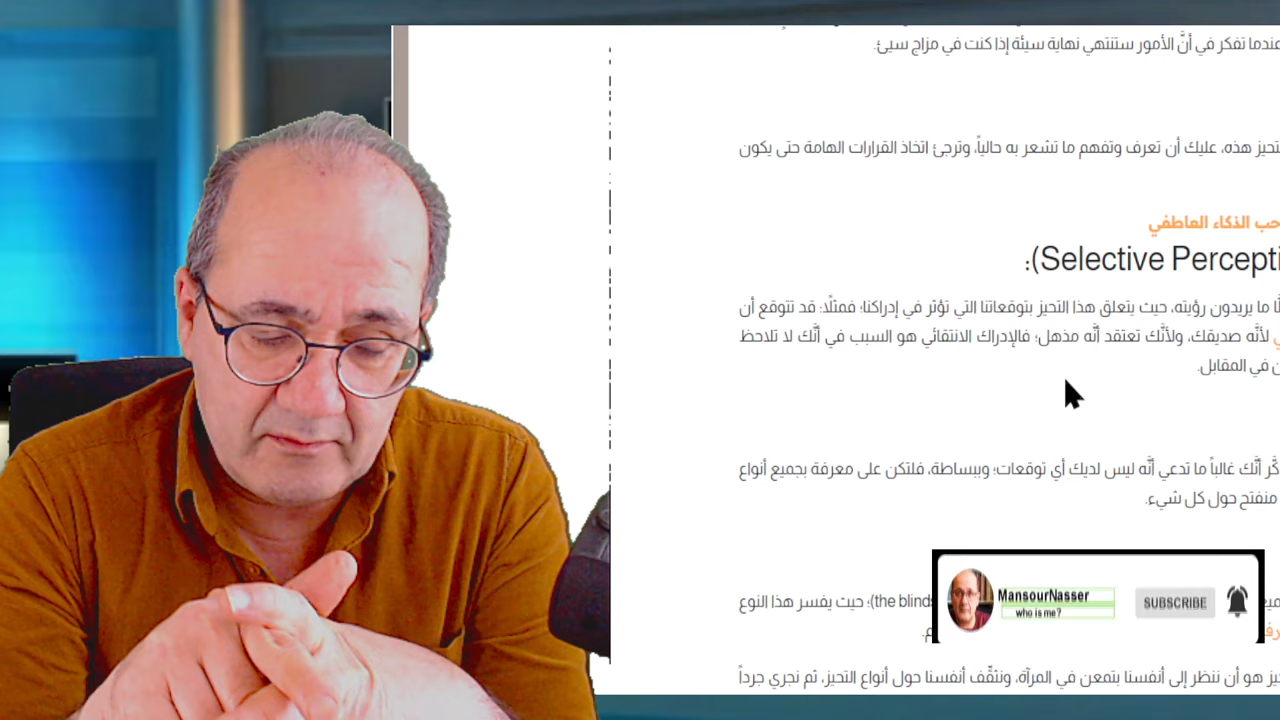 عندما تفكر في أنَّ الأمور ستنتهي نهاية سيئة إذا كنت في مزاج سيئ.
هذه، عليك أن تعرف وتفهم ما تشعر به حالياً، وترجئ اتخاذ القرارات الهامة حتى يكون
الذكاء العاطفي
(Selective Percepti:
ما يريدون رؤيته، حيث يتعلق هذا التحيز بتوقعاتنا التي تؤثر في إدراكنا؛ فمثلًا: قد تتوقع أن
لأنَّه صديقك، ولأنَّك تعتقد أنَّه مذهل؛ فالإدراك الانتقائي هو السبب في أنَّك لا تلاحظ
في المقابل.
أنَّك غالباً ما تدعي أنَّه ليس لديك أي توقعات؛ وببساطة، فلتكن على معرفة بجميع أنواع
منفتح حول كل شيء.
(the blinds؛ حيث يفسر هذا النوع
MansourNasser
who is me?
SUBSCRIBE
هو أن ننظر إلى أنفسنا بتمعن في المرآة، ونثقِّف أنفسنا حول أنواع التحيز، ثم نجري جرداً